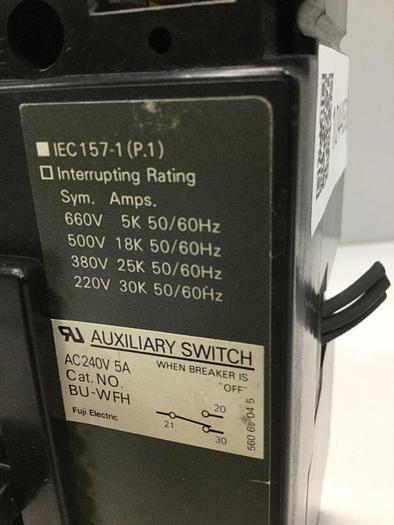 ■ IEC 157-1 (P.1)
□ Interrupting Rating
Sym. Amps.
660V 5K 50/60Hz
500V 18K 50/60Hz
380V 25K 50/60Hz
220V 30K 50/60Hz
AUXILIARY SWITCH
AC240V 5A
WHEN BREAKER IS
"OFF"
Cat. NO.
BU-WFH
Fuji Electric
20
21
30